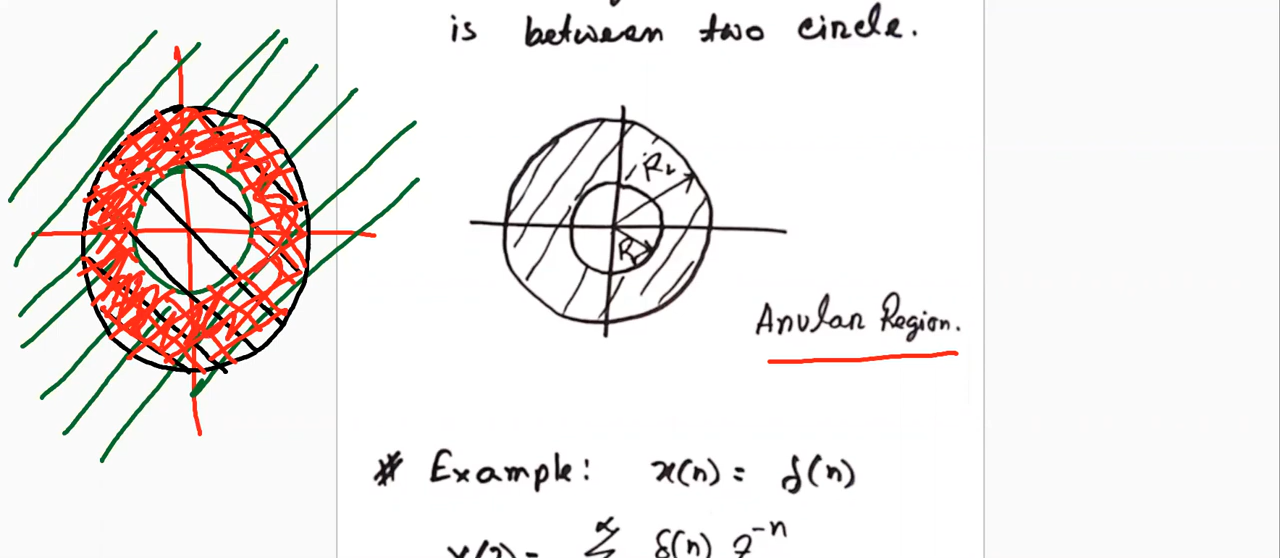 is between two circle.
R₂
R₁
Anular Region.
# Example: x(n) = δ(n)
x(z) = ∑ δ(n) z⁻ⁿ